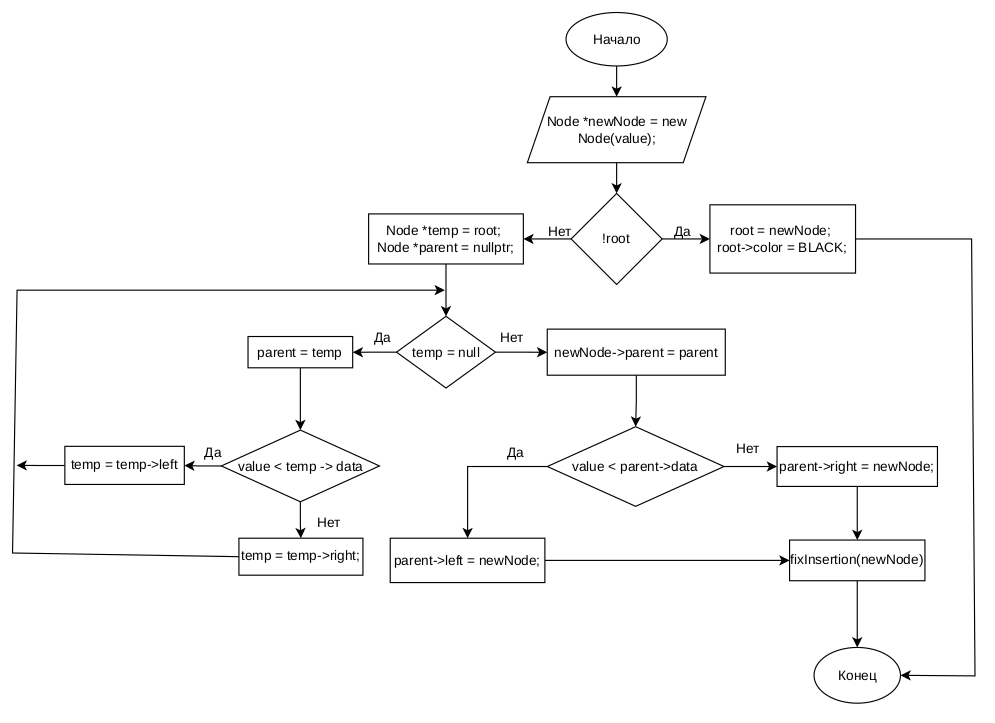 Начало
Node *newNode = new
Node(value);
!root
Нет
Да
Node *temp = root;
Node *parent = nullptr;
root = newNode;
root->color = BLACK;
temp = null
Да
Нет
parent = temp
newNode->parent = parent
value < temp -> data
Да
Нет
temp = temp->left
temp = temp->right;
value < parent->data
Да
Нет
parent->right = newNode;
parent->left = newNode;
fixInsertion(newNode)
Конец